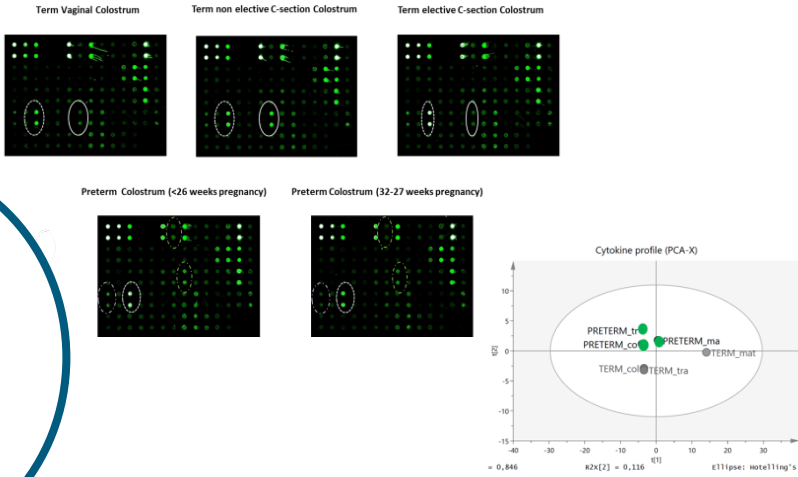 Term Vaginal Colostrum
Term non elective C-section Colostrum
Term elective C-section Colostrum
Preterm Colostrum (<26 weeks pregnancy)
Preterm Colostrum (32-27 weeks pregnancy)
Cytokine profile (PCA-X)
10
5
0
-5
-10
-15
t[2]
PRETERM_tr
PRETERM_co
PRETERM_ma
TERM_mat
TERM_col
TERM_tra
-40
-30
-20
-10
0
10
20
30
t[1]
= 0,846
R2X[2] = 0,116
Ellipse: Hotelling's